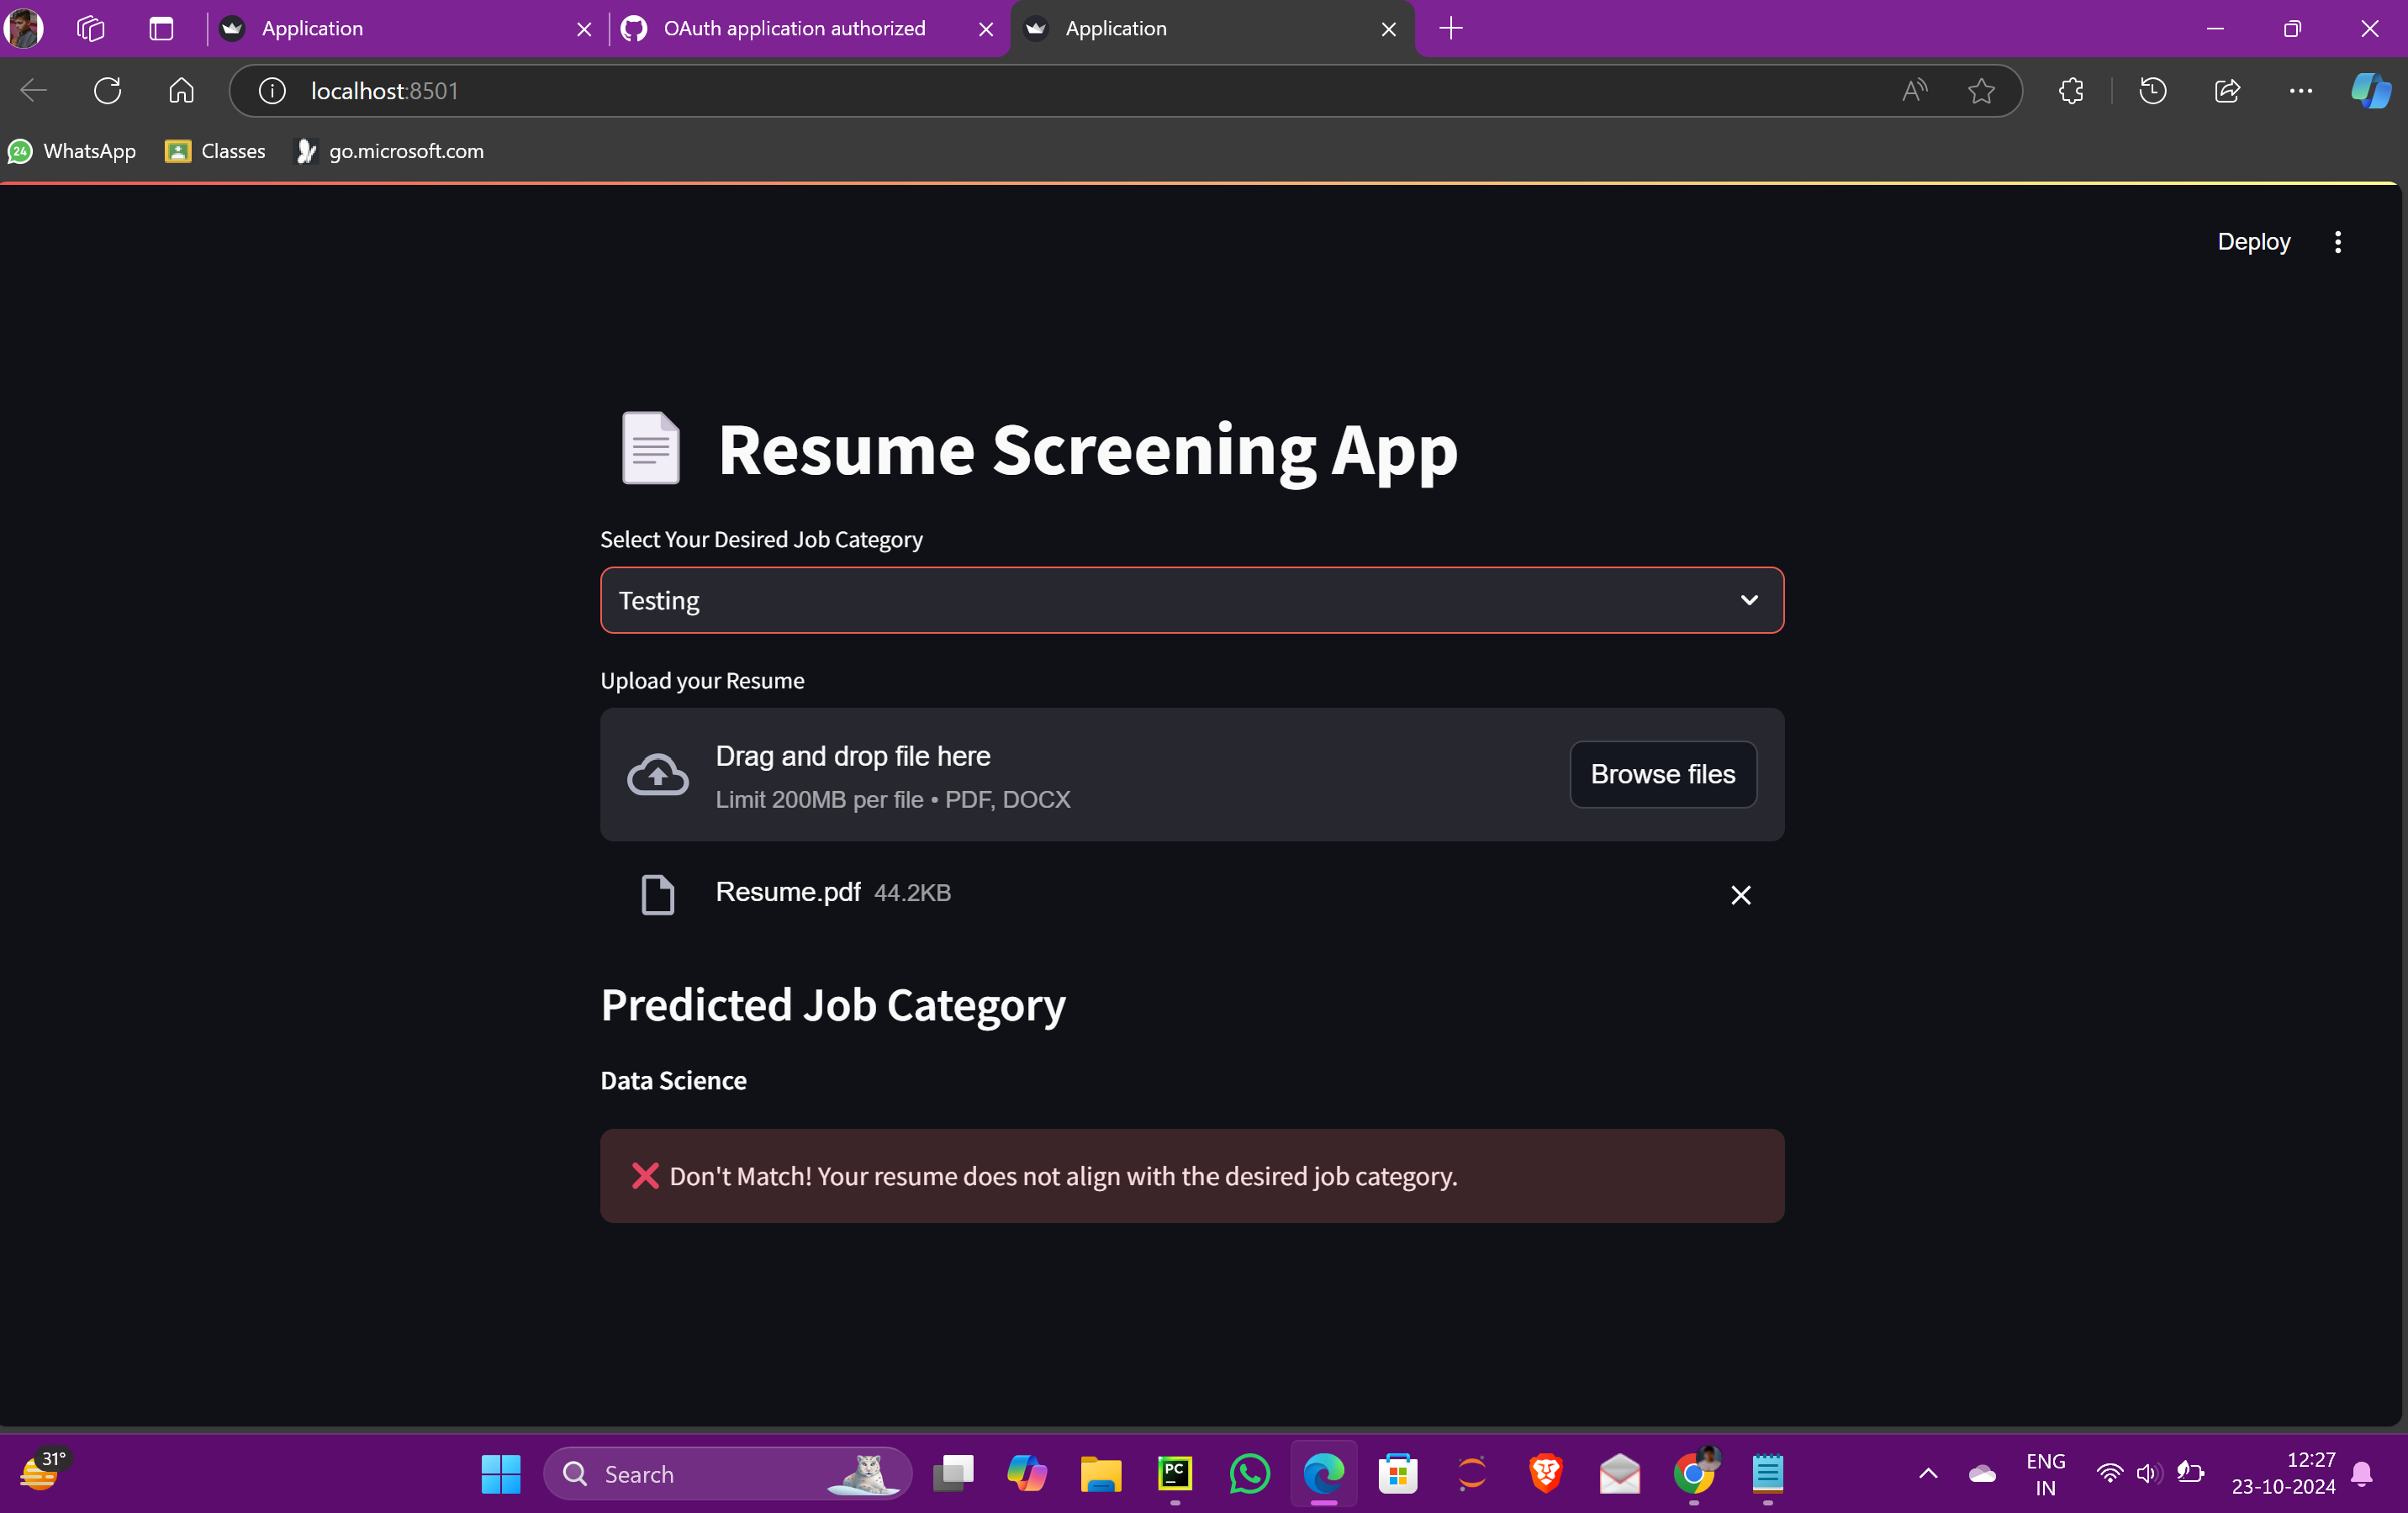 Application
OAuth application authorized
Application
localhost:8501
24
WhatsApp
Classes
go.microsoft.com
Deploy
Resume Screening App
Select Your Desired Job Category
Testing
Upload your Resume
Drag and drop file here
Limit 200MB per file • PDF, DOCX
Browse files
Resume.pdf 44.2KB
Predicted Job Category
Data Science
❌ Don't Match! Your resume does not align with the desired job category.
31°
Search
PC
ENG
IN
12:27
23-10-2024